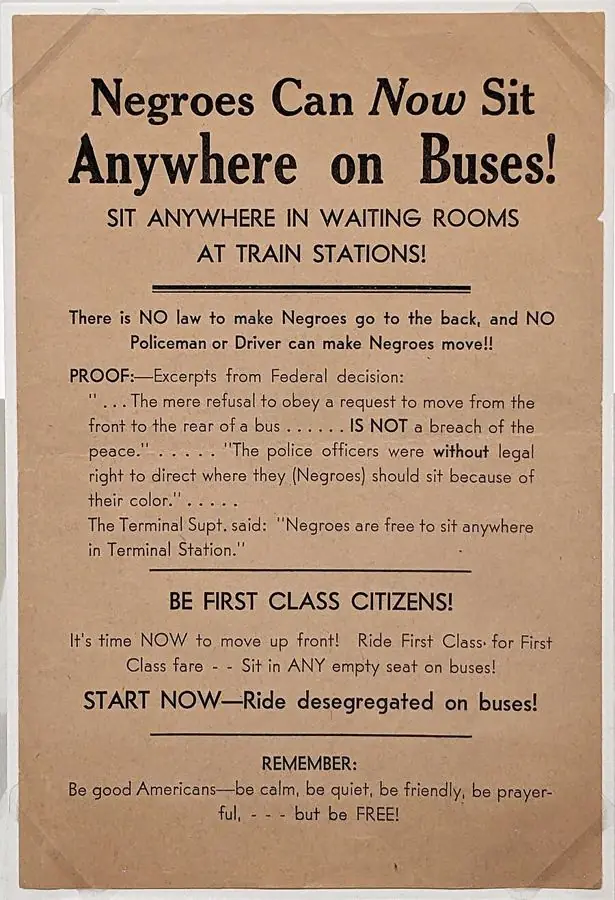 Negroes Can Now Sit
Anywhere on Buses!
SIT ANYWHERE IN WAITING ROOMS
AT TRAIN STATIONS!
There is NO law to make Negroes go to the back, and NO
Policeman or Driver can make Negroes move!!
PROOF:—Excerpts from Federal decision:
" . . . The mere refusal to obey a request to move from the
front to the rear of a bus . . . . . . IS NOT a breach of the
peace." . . . . . "The police officers were without legal
right to direct where they (Negroes) should sit because of
their color." . . . . .
The Terminal Supt. said: "Negroes are free to sit anywhere
in Terminal Station."
BE FIRST CLASS CITIZENS!
It's time NOW to move up front! Ride First Class for First
Class fare - - Sit in ANY empty seat on buses!
START NOW—Ride desegregated on buses!
REMEMBER:
Be good Americans—be calm, be quiet, be friendly, be prayer-
ful, - - - but be FREE!